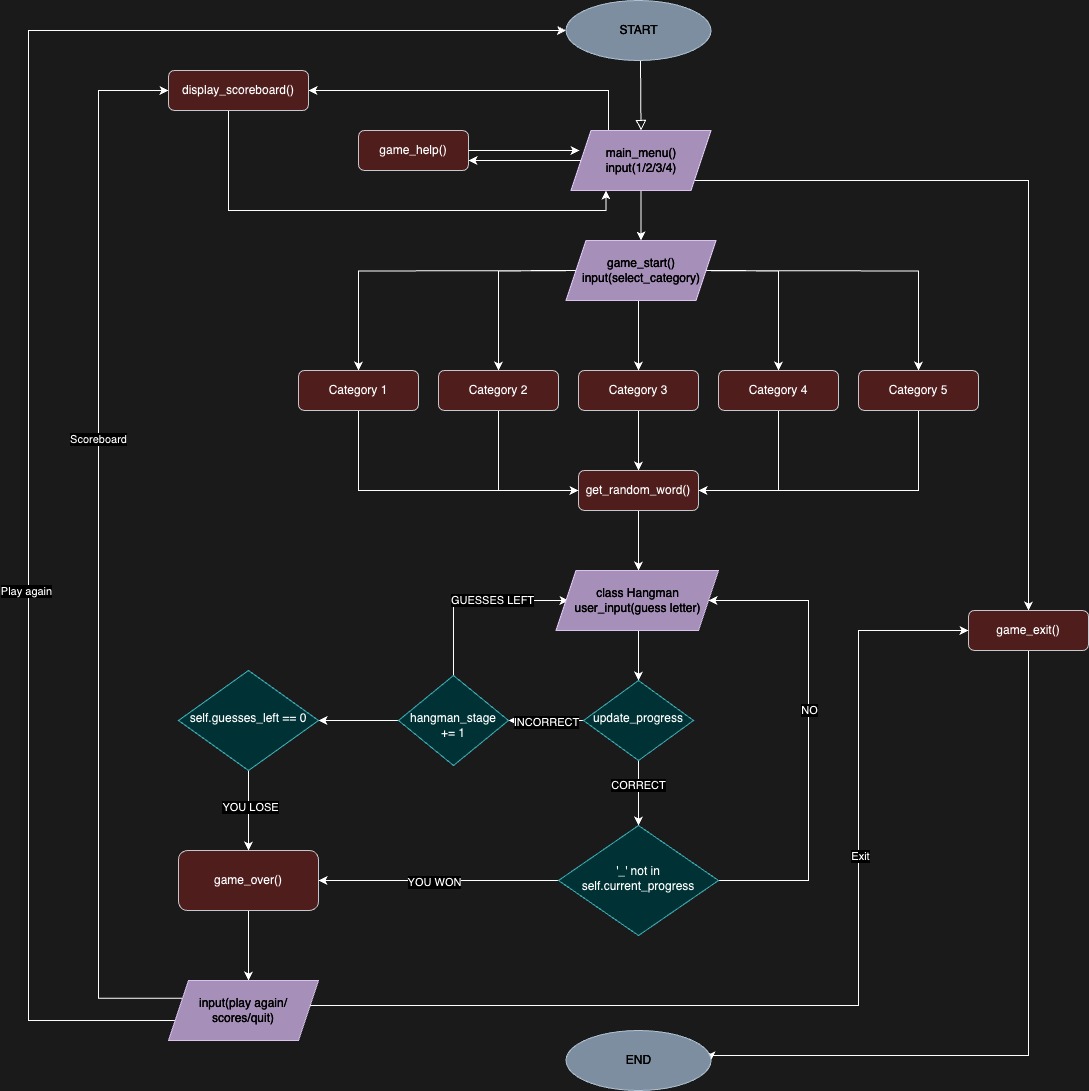 START
display_scoreboard()
game_help()
main_menu()
input(1/2/3/4)
game_start()
input(select_category)
Category 1
Category 2
Category 3
Category 4
Category 5
Scoreboard
get_random_word()
Play again
GUESSES LEFT
class Hangman
user_input(guess letter)
game_exit()
self.guesses_left == 0
hangman_stage
+= 1
INCORRECT
update_progress
NO
CORRECT
YOU LOSE
Exit
game_over()
YOU WON
'_' not in
self.current_progress
input(play again/
scores/quit)
END